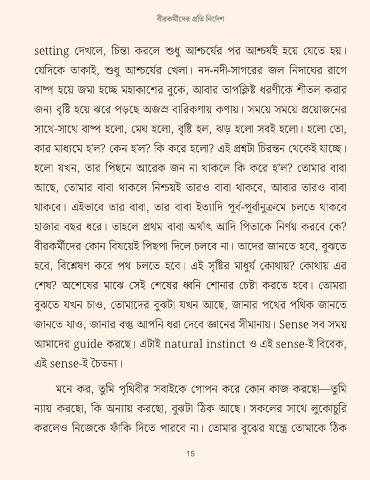 বীরকর্মীদের প্রতি নির্দেশ
setting দেখলে, চিন্তা করলে শুধু আশ্চর্যের পর আশ্চর্যই হয়ে যেতে হয়।
যেদিকে তাকাই, শুধু আশ্চর্যের খেলা। নদ-নদী-সাগরের জল নিদাঘের রাগে
বাষ্প হয়ে জমা হচ্ছে মহাকাশের বুকে, আবার তাপক্লিষ্ট ধরণীকে শীতল করার
জন্য বৃষ্টি হয়ে ঝরে পড়ছে অজস্র বারিকণায় কণায়। সময়ে সময়ে প্রয়োজনের
সাথে-সাথে বাষ্প হলো, মেঘ হলো, বৃষ্টি হল, ঝড় হলো সবই হলো। হলো তো,
কার মাধ্যমে হ'ল? কেন হ'ল? কি করে হলো? এই প্রশ্নটা চিরন্তন থেকেই যাচ্ছে।
হলো যখন, তার পিছনে আরেক জন না থাকলে কি করে হ'ল? তোমার বাবা
আছে, তোমার বাবা থাকলে নিশ্চয়ই তারও বাবা থাকবে, আবার তারও বাবা
থাকবে। এইভাবে তার বাবা, তার বাবা ইত্যাদি পূর্ব-পূর্বানুক্রমে চলতে থাকবে
হাজার বছর ধরে। তাহলে প্রথম বাবা অর্থাৎ আদি পিতাকে নির্ণয় করবে কে?
বীরকর্মীদের কোন বিষয়েই পিছপা দিলে চলবে না। তাদের জানতে হবে, বুঝতে
হবে, বিশ্লেষণ করে পথ চলতে হবে। এই সৃষ্টির মাধুর্য কোথায়? কোথায় এর
শেষ? অশেষের মাঝে সেই শেষের ধ্বনি শোনার চেষ্টা করতে হবে। তোমরা
বুঝতে যখন চাও, তোমাদের বুঝটা যখন আছে, জানার পথের পথিক জানতে
জানতে যাও, জানার বস্তু আপনি ধরা দেবে জ্ঞানের সীমানায়। Sense সব সময়
আমাদের guide করছে। এটাই natural instinct ও এই sense-ই বিবেক,
এই sense-ই চৈতন্য।
মনে কর, তুমি পৃথিবীর সবাইকে গোপন করে কোন কাজ করছো—তুমি
ন্যায় করছো, কি অন্যায় করছো, বুঝটা ঠিক আছে। সকলের সাথে লুকোচুরি
করলেও নিজেকে ফাঁকি দিতে পারবে না। তোমার বুঝের যন্ত্রে তোমাকে ঠিক
15